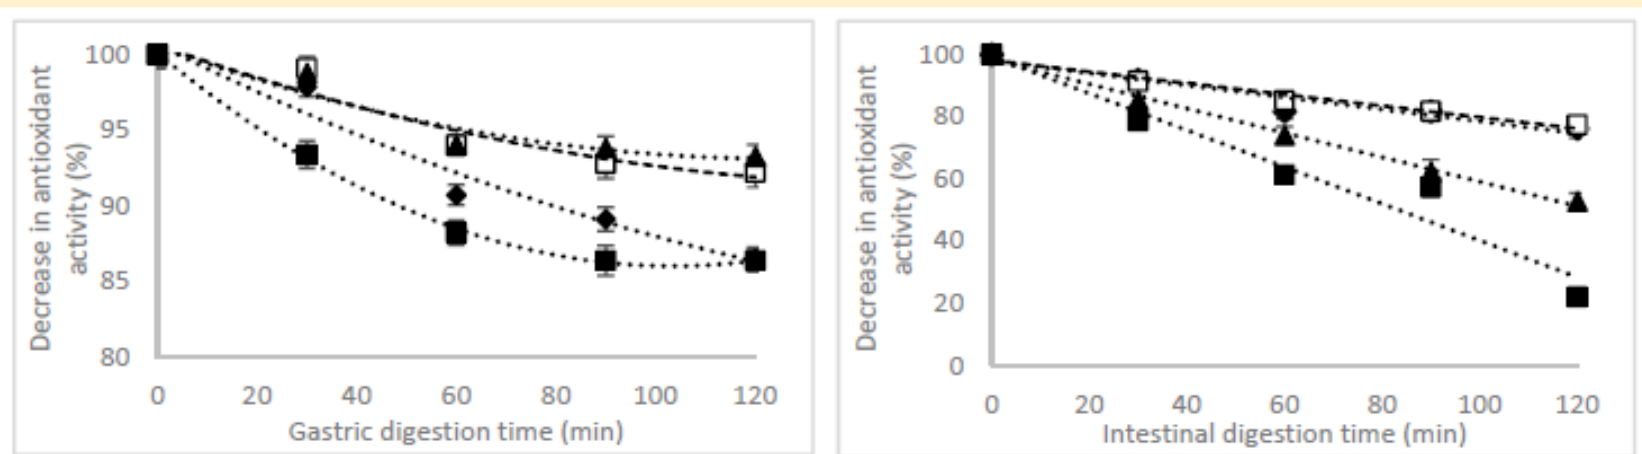 Decrease in antioxidant
activity (%)
100
95
90
85
80
0 20 40 60 80 100 120
Gastric digestion time (min)
Decrease in antioxidant
activity (%)
100
80
60
40
20
0
0 20 40 60 80 100 120
Intestinal digestion time (min)